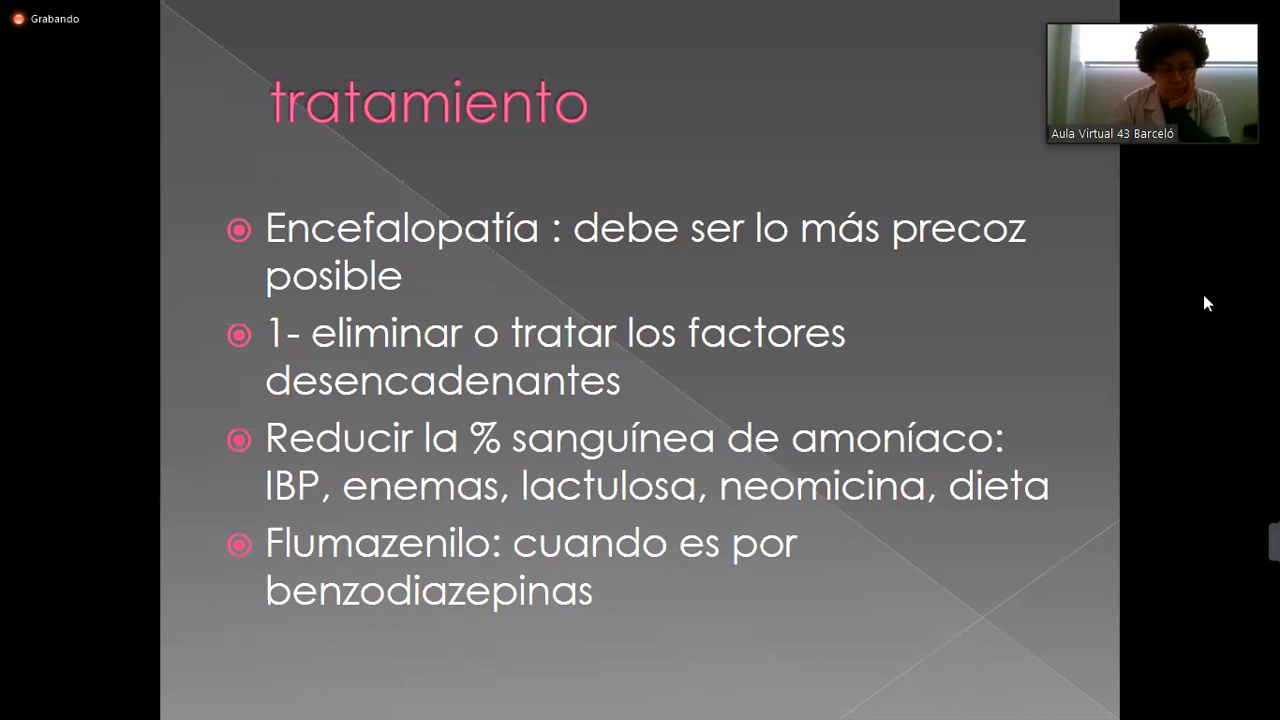 Grabando
tratamiento
Aula Virtual 43 Barceló
Encefalopatía : debe ser lo más precoz
posible
1- eliminar o tratar los factores
desencadenantes
Reducir la % sanguínea de amoníaco:
IBP, enemas, lactulosa, neomicina, dieta
Flumazenilo: cuando es por
benzodiazepinas